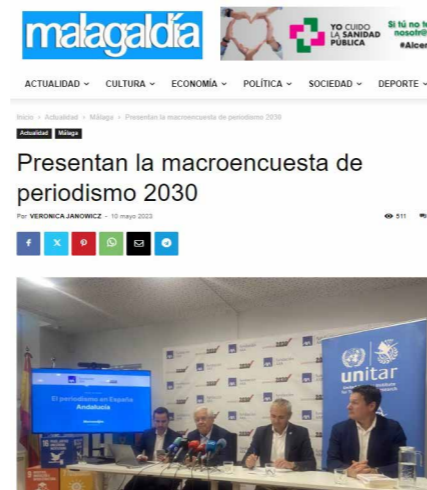 malagaldía
YO CUIDO
LA SANIDAD
PÚBLICA
Si tú no t
nosotr@
#Alcer
ACTUALIDAD CULTURA ECONOMÍA POLÍTICA SOCIEDAD DEPORTE
Inicio Actualidad Málaga Presentan la macroencuesta de periodismo 2030
Actualidad Málaga
Presentan la macroencuesta de
periodismo 2030
Por VERONICA JANOWICZ - 10 mayo 2023
511
El periodismo en España
Andalucía
unitar